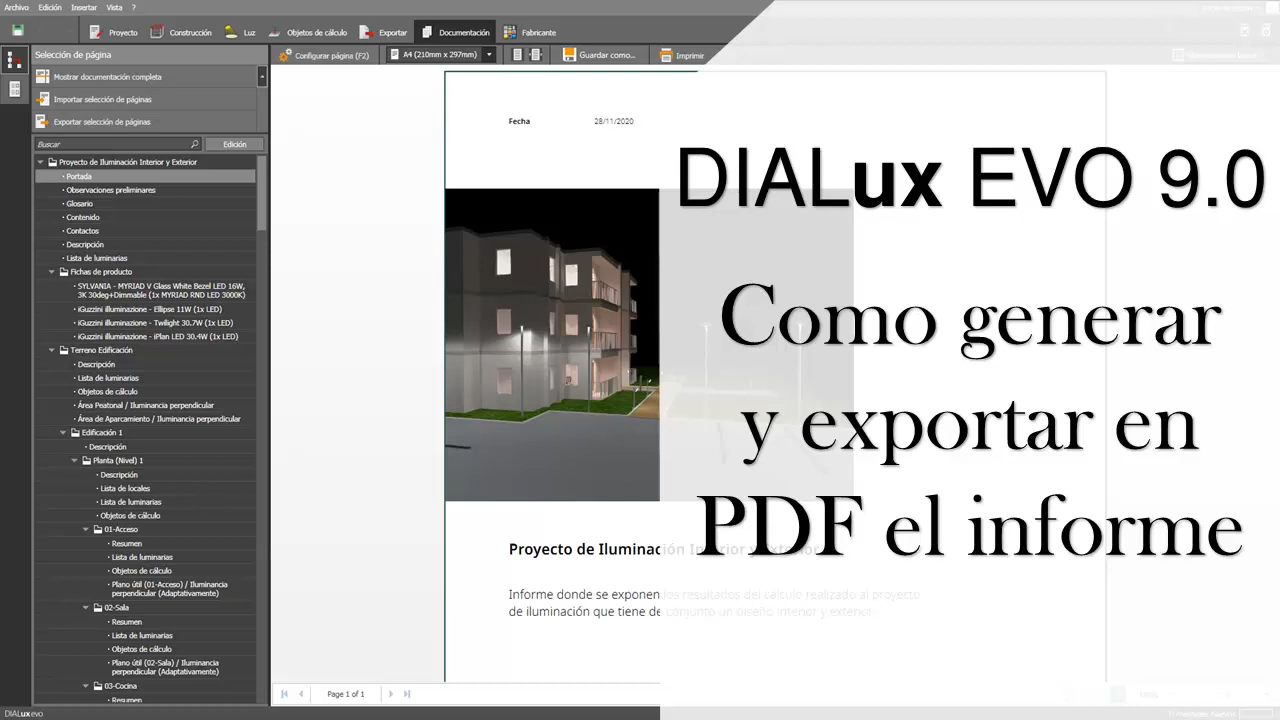 Archivo Edición Insertar Vista ?
Proyecto Construcción Luz Objetos de cálculo Exportar Documentación Fabricante
Selección de página
Configurar página (F2) A4 (210mm x 297mm) Guardar como... Imprimir
Mostrar documentación completa
Importar selección de páginas
Exportar selección de páginas
Buscar Edición
Proyecto de Iluminación Interior y Exterior
Portada
Observaciones preliminares
Glosario
Contenido
Contactos
Descripción
Lista de luminarias
Fichas de producto
SYLVANIA - MYRIAD V Glass White Bezel LED 16W,
3K 30deg+Dimmable (1x MYRIAD RND LED 3000K)
iGuzzini illuminazione - Ellipse 11W (1x LED)
iGuzzini illuminazione - Twilight 30.7W (1x LED)
iGuzzini illuminazione - iPlan LED 30.4W (1x LED)
Terreno Edificación
Descripción
Lista de luminarias
Objetos de cálculo
Área Peatonal / Iluminancia perpendicular
Área de Aparcamiento / Iluminancia perpendicular
Edificación 1
Descripción
Planta (Nivel) 1
Descripción
Lista de locales
Lista de luminarias
Objetos de cálculo
01-Acceso
Resumen
Lista de luminarias
Objetos de cálculo
Plano útil (01-Acceso) / Iluminancia
perpendicular (Adaptativamente)
02-Sala
Resumen
Lista de luminarias
Objetos de cálculo
Plano útil (02-Sala) / Iluminancia
perpendicular (Adaptativamente)
03-Cocina
Resumen
DIALux evo
Fecha 28/11/2020
Proyecto de Iluminación Interior y Exterior
Informe donde se exponen los resultados del cálculo realizado al proyecto
de iluminación que tiene de conjunto un diseño interior y exterior.
Page 1 of 1
DIALux EVO 9.0
Como generar
y exportar en
PDF el informe